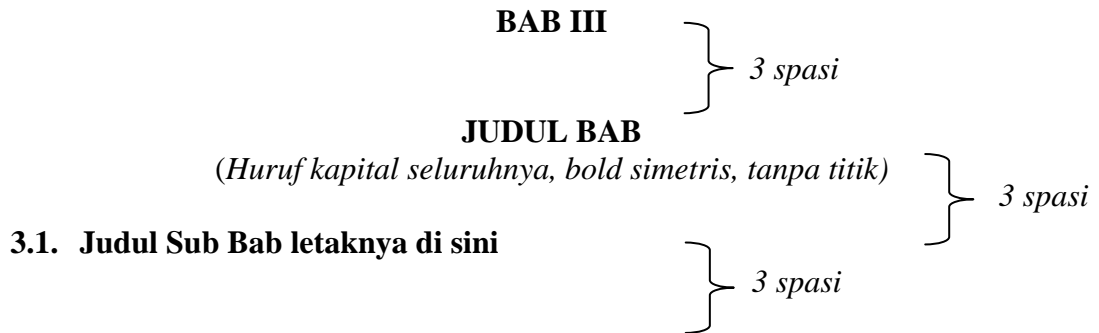 BAB III
3 spasi
JUDUL BAB
(Huruf kapital seluruhnya, bold simetris, tanpa titik)
3 spasi
3.1. Judul Sub Bab letaknya di sini
3 spasi